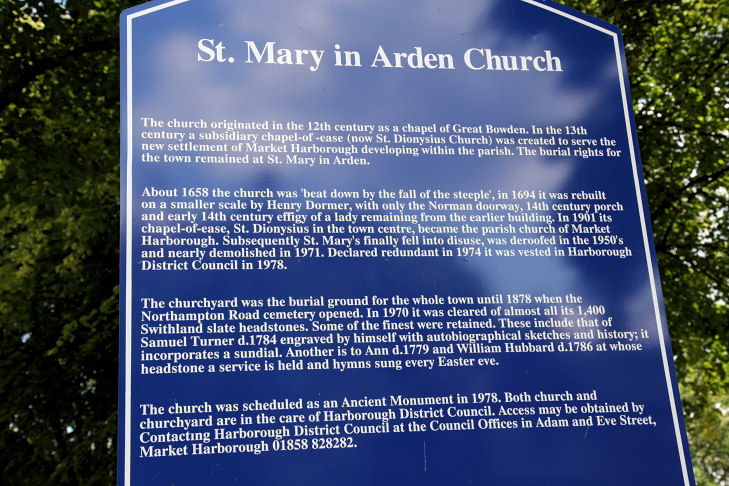 St. Mary in Arden Church
The church originated in the 12th century as a chapel of Great Bowden. In the 13th
century a subsidiary chapel-of -ease (now St. Dionysius Church) was created to serve the
new settlement of Market Harborough developing within the parish. The burial rights for
the town remained at St. Mary in Arden.
About 1658 the church was 'beat down by the fall of the steeple', in 1694 it was rebuilt
on a smaller scale by Henry Dormer, with only the Norman doorway, 14th century porch
and early 14th century effigy of a lady remaining from the earlier building. In 1901 its
chapel-of-ease, St. Dionysius in the town centre, became the parish church of Market
Harborough. Subsequently St. Mary's finally fell into disuse, was deroofed in the 1950's
and nearly demolished in 1971. Declared redundant in 1974 it was vested in Harborough
District Council in 1978.
The churchyard was the burial ground for the whole town until 1878 when the
Northampton Road cemetery opened. In 1970 it was cleared of almost all its 1,400
Swithland slate headstones. Some of the finest were retained. These include that of
Samuel Turner d.1784 engraved by himself with autobiographical sketches and history; it
incorporates a sundial. Another is to Ann d.1779 and William Hubbard d.1786 at whose
headstone a service is held and hymns sung every Easter eve.
The church was scheduled as an Ancient Monument in 1978. Both church and
churchyard are in the care of Harborough District Council. Access may be obtained by
Contacting Harborough District Council at the Council Offices in Adam and Eve Street,
Market Harborough 01858 828282.